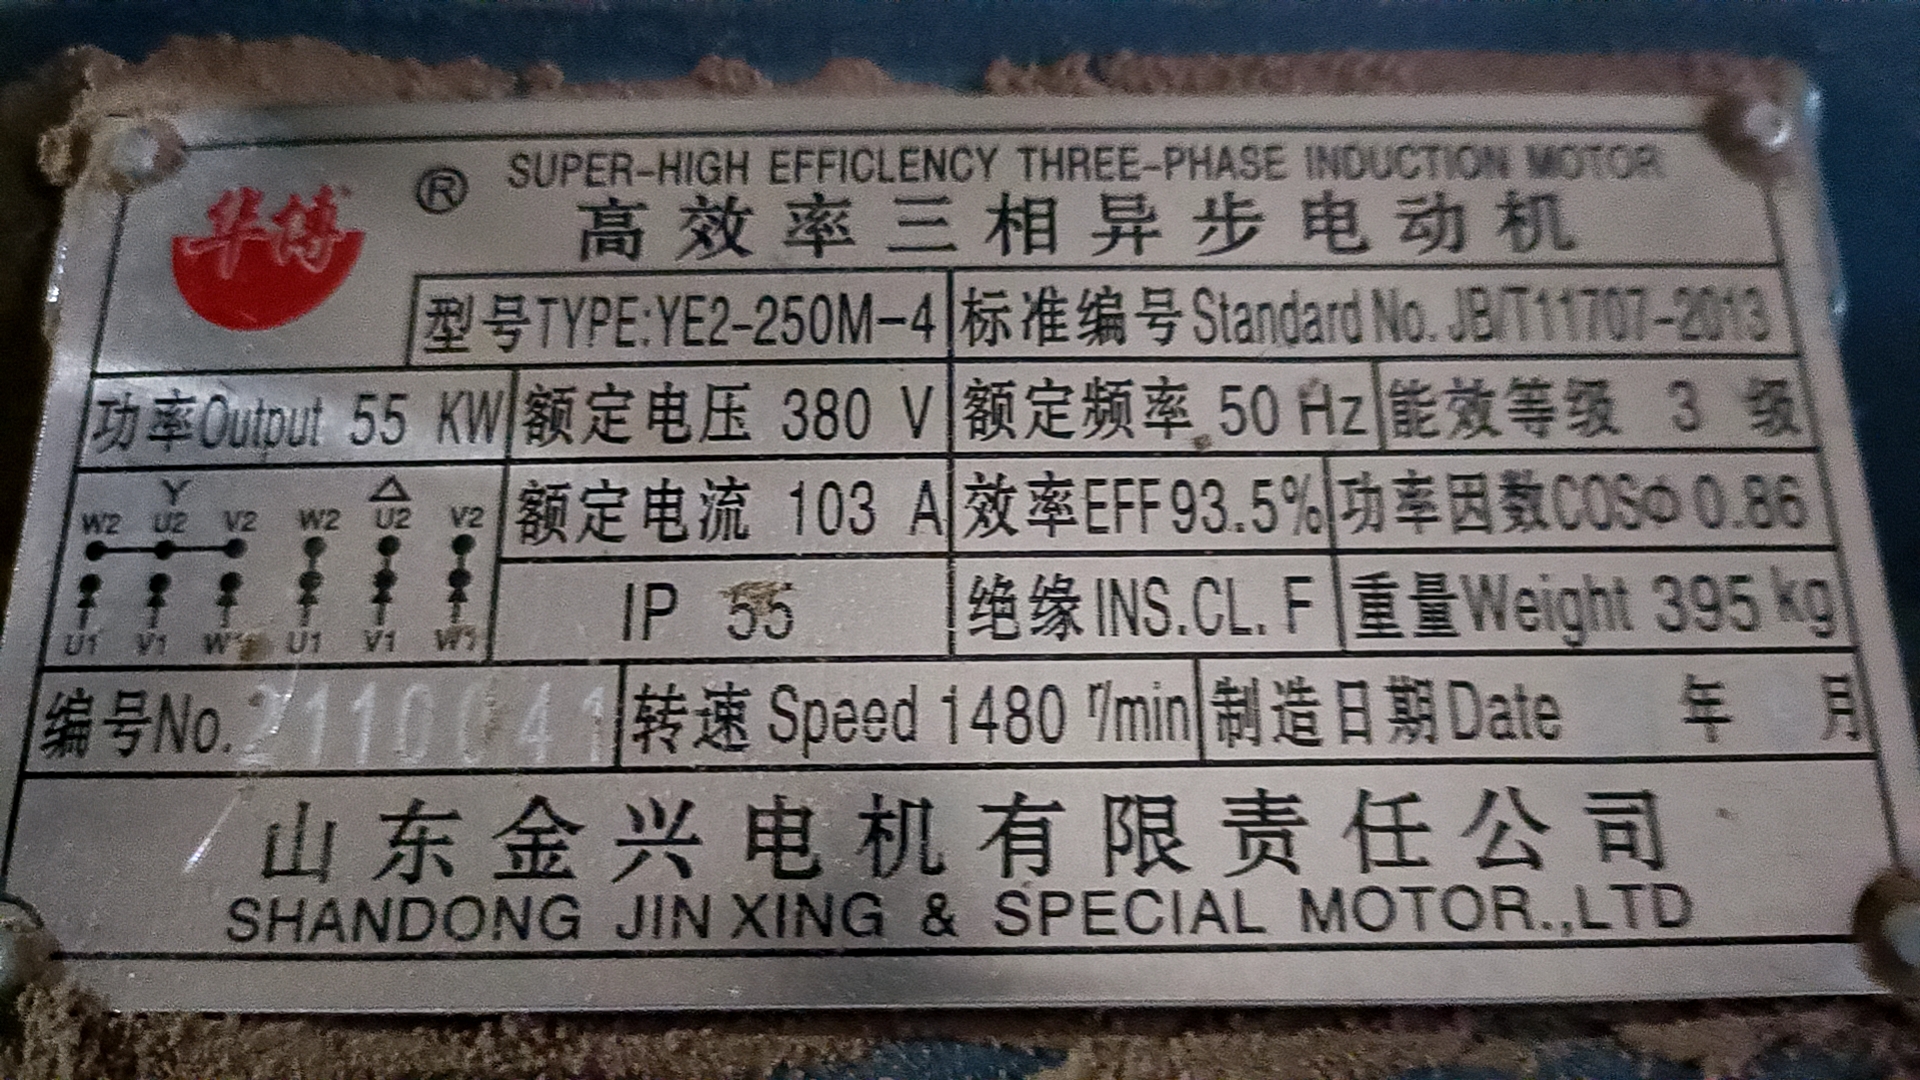 华博 ®
SUPER-HIGH EFFICLENCY THREE-PHASE INDUCTION MOTOR
高效率三相异步电动机
型号TYPE:YE2-250M-4 标准编号Standard No. JB/T11707-2013
功率Output 55 KW 额定电压 380 V 额定频率 50 Hz 能效等级 3 级
Y △
W2 U2 V2 W2 U2 V2 额定电流 103 A 效率EFF93.5% 功率因数COSΦ 0.86
IP 55 绝缘INS.CL. F 重量Weight 395 kg
U1 V1 W1 U1 V1 W1
编号No. 2110041 转速 Speed 1480 r/min 制造日期Date 年 月
山东金兴电机有限责任公司
SHANDONG JIN XING & SPECIAL MOTOR.,LTD